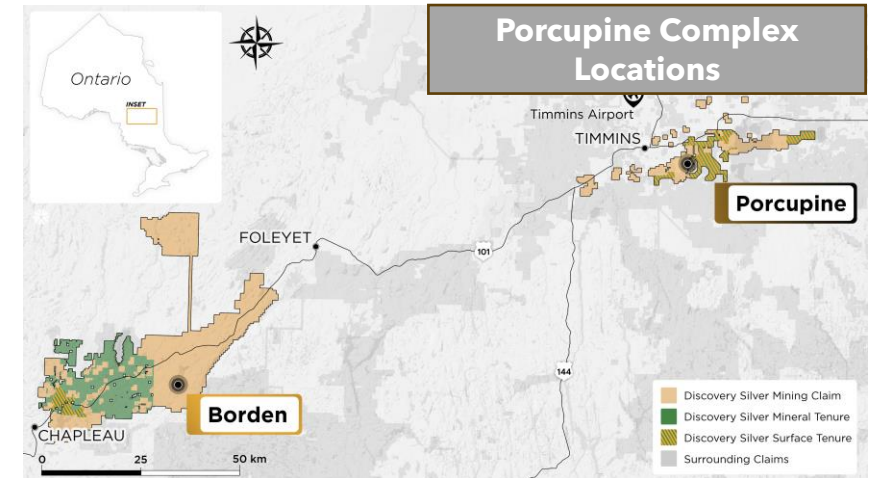 Porcupine Complex
Locations
Ontario
INSET
Timmins Airport
TIMMINS
Porcupine
FOLEYET
101
144
Borden
CHAPLEAU
0 25 50 km
Discovery Silver Mining Claim
Discovery Silver Mineral Tenure
Discovery Silver Surface Tenure
Surrounding Claims